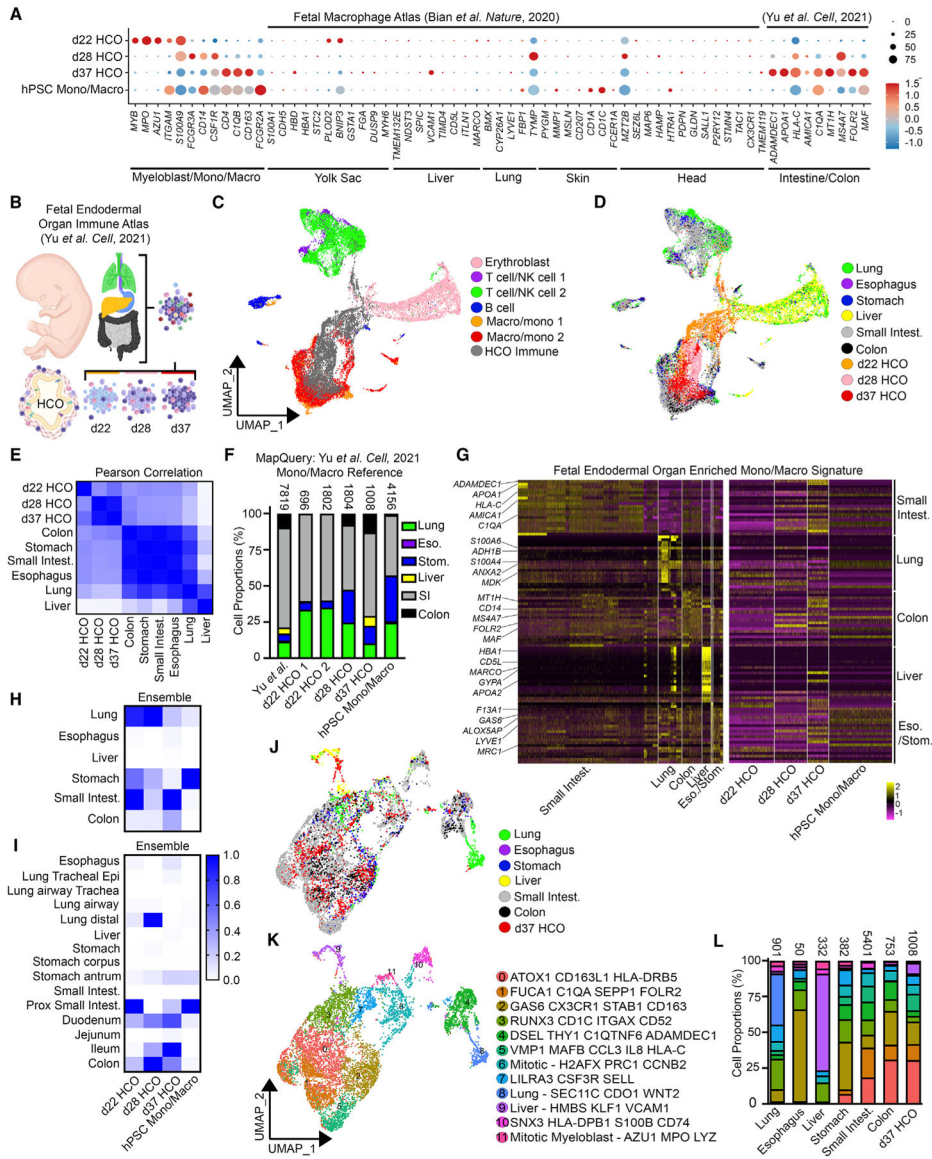 A
Fetal Macrophage Atlas (Bian et al. Nature, 2020)
(Yu et al. Cell, 2021)
d22 HCO
d28 HCO
d37 HCO
hPSC Mono/Macro
0
25
50
75
1.5
1.0
0.5
0.0
-0.5
-1.0
MYB
MPO
AZU1
ITGAM
S100A9
FCGR3A
CD14
CSF1R
CD4
C1QB
CD163
FCGR2A
S100A1
CDH5
HBD
HBA1
STC2
PLOD2
BNIP3
GSTA1
ITGA
DUSP9
MYH6
TMEM132E
NDST3
SPIC
VCAM1
TIMD4
CD5L
ITLN1
MARCO
BMX
CYP26A1
LYVE1
FBP1
TYMP
PYGM
MMP1
MSLN
CD207
CD1A
CD1C
FCER1A
MZT2B
SEZ6L
MAP6
HAMP
HTRA1
PDPN
GLDN
SALL1
P2RY12
STMN4
TAC1
CX3CR1
TMEM119
ADAMDEC1
APOA1
HLA-C
AMICA1
C1QA
MT1H
MS4A7
FOLR2
MAF
Myeloblast/Mono/Macro
Yolk Sac
Liver
Lung
Skin
Head
Intestine/Colon
B
Fetal Endodermal
Organ Immune Atlas
(Yu et al. Cell, 2021)
HCO
d22
d28
d37
C
Erythroblast
T cell/NK cell 1
T cell/NK cell 2
B cell
Macro/mono 1
Macro/mono 2
HCO Immune
UMAP_2
UMAP_1
D
Lung
Esophagus
Stomach
Liver
Small Intest.
Colon
d22 HCO
d28 HCO
d37 HCO
E
Pearson Correlation
d22 HCO
d28 HCO
d37 HCO
Colon
Stomach
Small Intest.
Esophagus
Lung
Liver
d22 HCO
d28 HCO
d37 HCO
Colon
Stomach
Small Intest.
Esophagus
Lung
Liver
F
MapQuery: Yu et al. Cell, 2021
Mono/Macro Reference
7819
696
1802
1804
1008
4156
Cell Proportions (%)
100
75
50
25
0
Lung
Eso.
Stom.
Liver
SI
Colon
Yu et al.
d22 HCO 1
d22 HCO 2
d28 HCO
d37 HCO
hPSC Mono/Macro
G
Fetal Endodermal Organ Enriched Mono/Macro Signature
ADAMDEC1
APOA1
HLA-C
AMICA1
C1QA
S100A6
ADH1B
S100A4
ANXA2
MDK
MT1H
CD14
MS4A7
FOLR2
MAF
HBA1
CD5L
MARCO
GYPA
APOA2
F13A1
GAS6
ALOX5AP
LYVE1
MRC1
Small
Intest.
Lung
Colon
Liver
Eso.
/Stom.
Small Intest.
Lung
Colon
Liver
Eso./Stom.
d22 HCO
d28 HCO
d37 HCO
hPSC Mono/Macro
2
1
0
-1
H
Ensemble
Lung
Esophagus
Liver
Stomach
Small Intest.
Colon
I
Ensemble
Esophagus
Lung Tracheal Epi
Lung airway Trachea
Lung airway
Lung distal
Liver
Stomach
Stomach corpus
Stomach antrum
Small Intest.
Prox Small Intest.
Duodenum
Jejunum
Ileum
Colon
1.0
0.8
0.6
0.4
0.2
0.0
d22 HCO
d28 HCO
d37 HCO
hPSC Mono/Macro
J
Lung
Esophagus
Stomach
Liver
Small Intest.
Colon
d37 HCO
K
UMAP_2
UMAP_1
0 ATOX1 CD163L1 HLA-DRB5
1 FUCA1 C1QA SEPP1 FOLR2
2 GAS6 CX3CR1 STAB1 CD163
3 RUNX3 CD1C ITGAX CD52
4 DSEL THY1 C1QTNF6 ADAMDEC1
5 VMP1 MAFB CCL3 IL8 HLA-C
6 Mitotic - H2AFX PRC1 CCNB2
7 LILRA3 CSF3R SELL
8 Lung - SEC11C CDO1 WNT2
9 Liver - HMBS KLF1 VCAM1
10 SNX3 HLA-DPB1 S100B CD74
11 Mitotic Myeloblast - AZU1 MPO LYZ
L
901
50
332
382
5401
753
1008
Cell Proportions (%)
100
75
50
25
0
Lung
Esophagus
Liver
Stomach
Small Intest.
Colon
d37 HCO